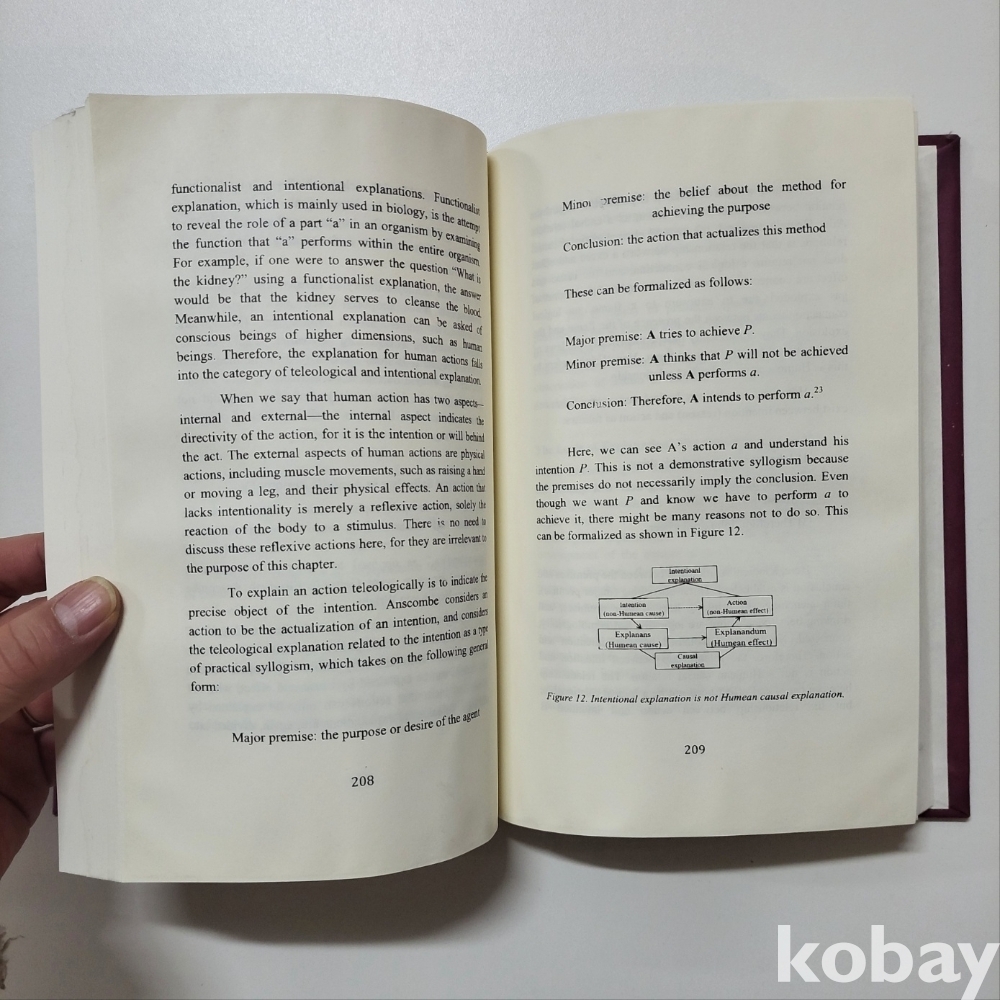 functionalist and intentional explanations. Functionalist
explanation, which is mainly used in biology, is the attempt
to reveal the role of a part “a” in an organism by examining
the function that “a” performs within the entire organism.
For example, if one were to answer the question “What is
the kidney?” using a functionalist explanation, the answer
would be that the kidney serves to cleanse the blood.
Meanwhile, an intentional explanation can be asked of
conscious beings of higher dimensions, such as human
beings. Therefore, the explanation for human actions falls
into the category of teleological and intentional explanation.
When we say that human action has two aspects—
internal and external—the internal aspect indicates the
directivity of the action, for it is the intention or will behind
the act. The external aspects of human actions are physical
actions, including muscle movements, such as raising a hand
or moving a leg, and their physical effects. An action that
lacks intentionality is merely a reflexive action, solely the
reaction of the body to a stimulus. There is no need to
discuss these reflexive actions here, for they are irrelevant to
the purpose of this chapter.
To explain an action teleologically is to indicate the
precise object of the intention. Anscombe considers an
action to be the actualization of an intention, and considers
the teleological explanation related to the intention as a type
of practical syllogism, which takes on the following general
form:
Major premise: the purpose or desire of the agent
208
Minor premise: the belief about the method for
achieving the purpose
Conclusion: the action that actualizes this method
These can be formalized as follows:
Major premise: A tries to achieve P.
Minor premise: A thinks that P will not be achieved
unless A performs a.
Conclusion: Therefore, A intends to perform a.23
Here, we can see A’s action a and understand his
intention P. This is not a demonstrative syllogism because
the premises do not necessarily imply the conclusion. Even
though we want P and know we have to perform a to
achieve it, there might be many reasons not to do so. This
can be formalized as shown in Figure 12.
Intentioanl
explanation
Intention
(non-Humean cause)
Action
(non-Humean effect)
Explanans
(Humean cause)
Explanandum
(Humean effect)
Causal
explanation
Figure 12. Intentional explanation is not Humean causal explanation.
209
kobay